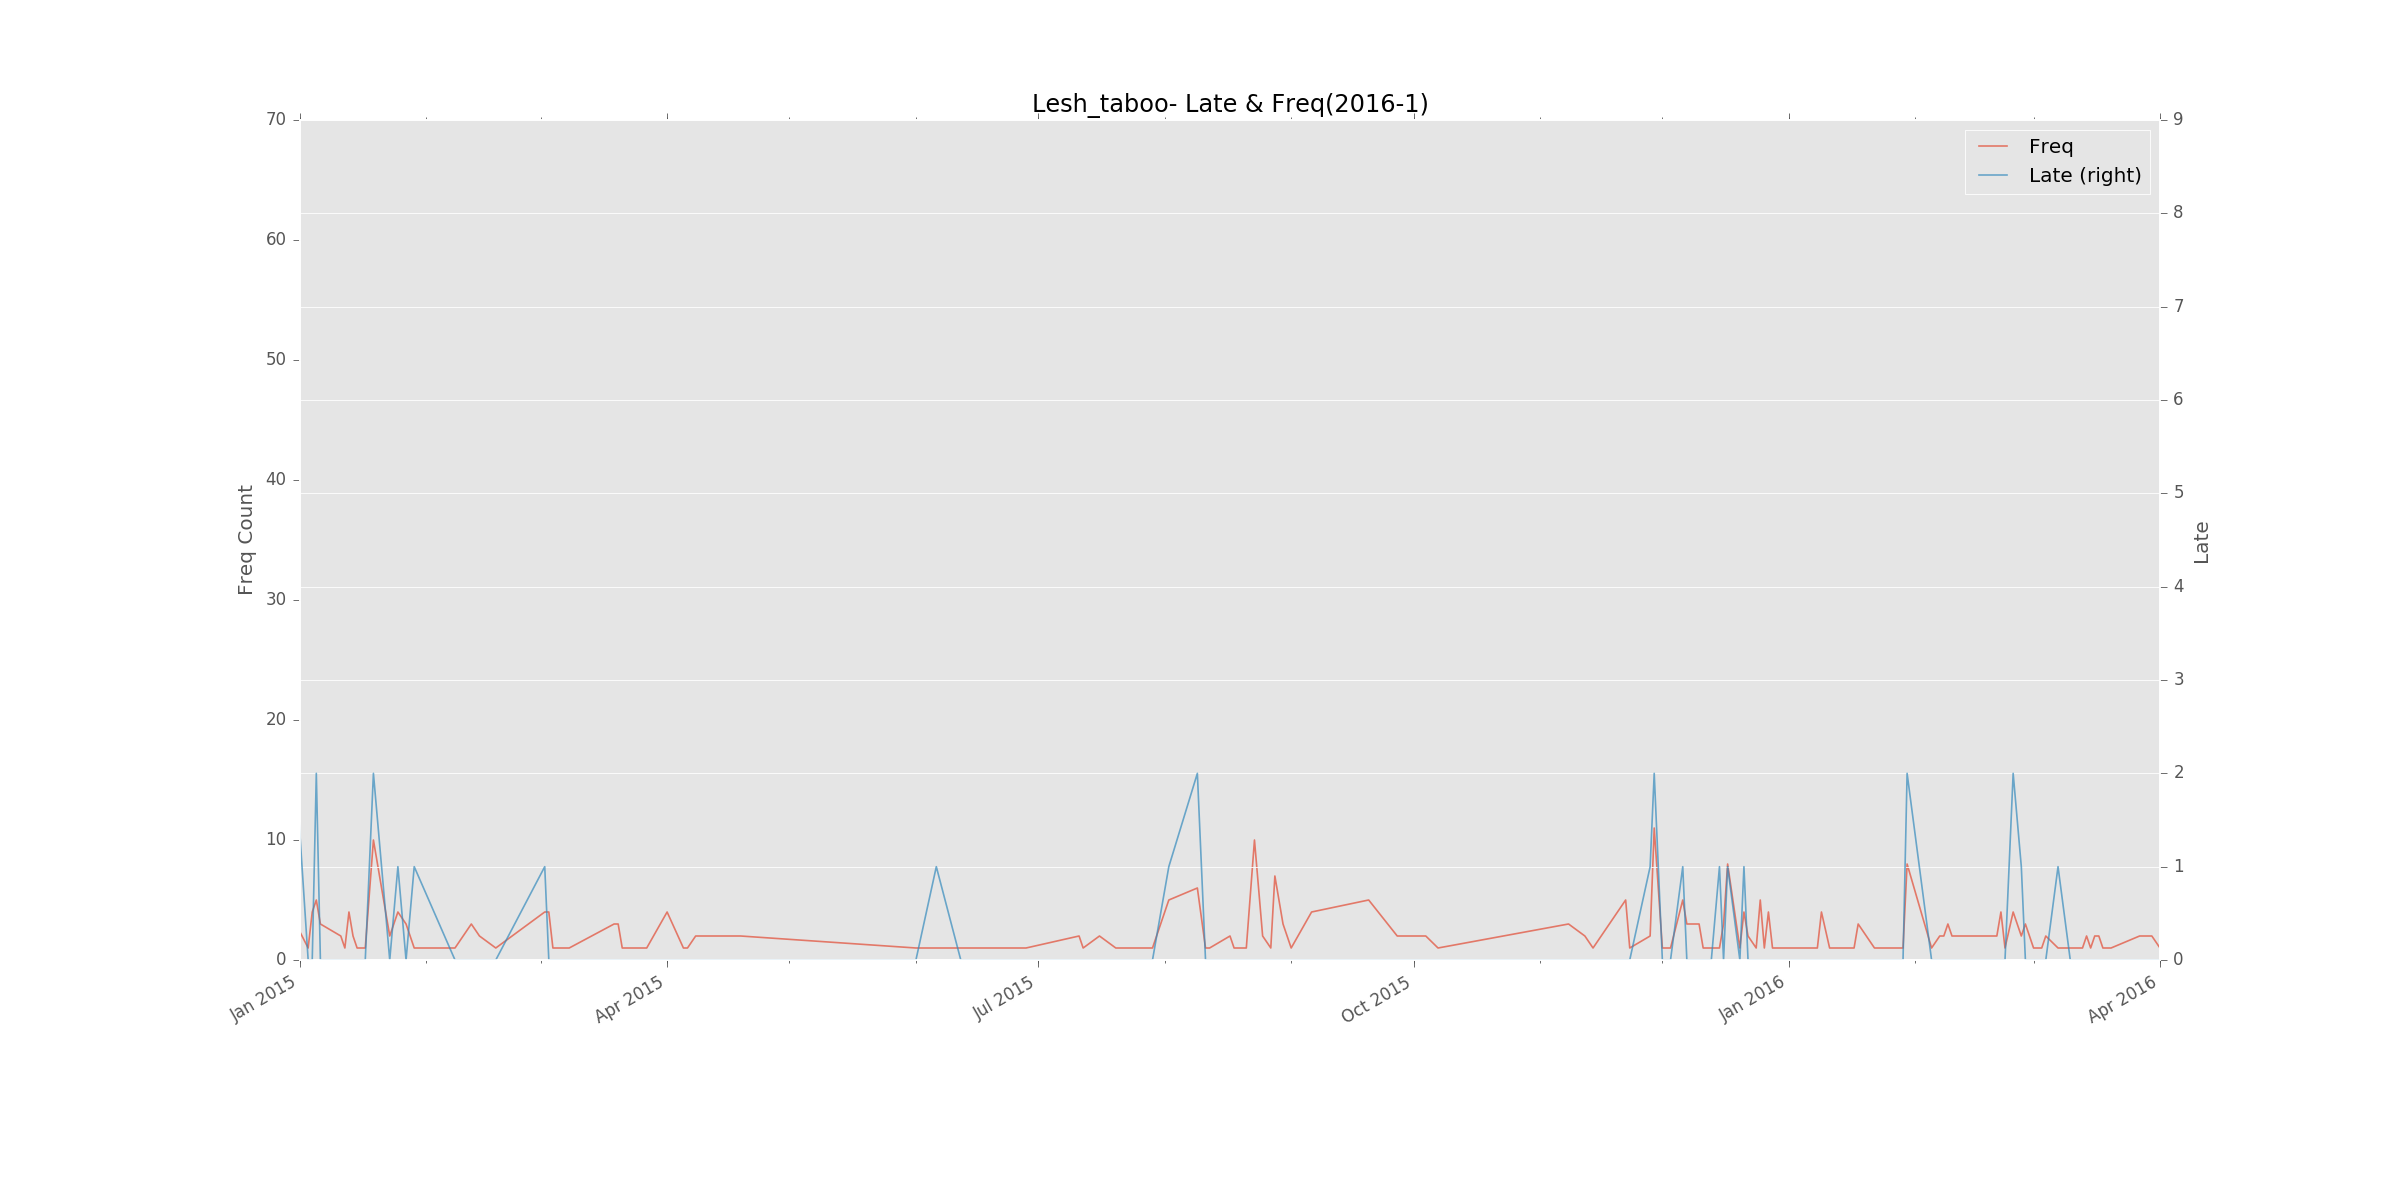 Lesh_taboo- Late & Freq(2016-1)
Freq
Late (right)
70
60
50
40
30
20
10
0
Freq Count
9
8
7
6
5
4
3
2
1
0
Late
Jan 2015
Apr 2015
Jul 2015
Oct 2015
Jan 2016
Apr 2016